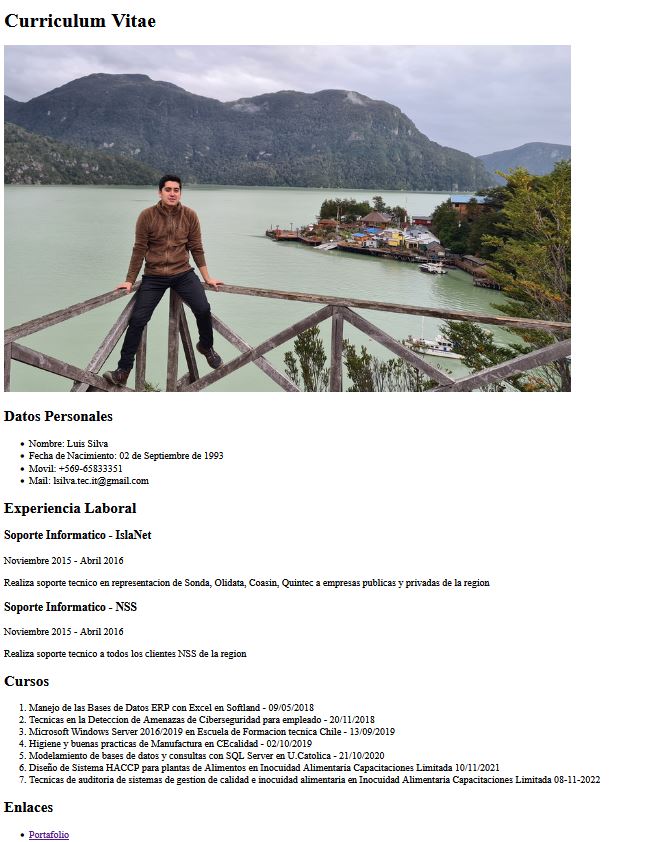 Curriculum Vitae
Datos Personales
Nombre: Luis Silva
Fecha de Nacimiento: 02 de Septiembre de 1993
Movil: +569-65833351
Mail: lsilva.tec.it@gmail.com
Experiencia Laboral
Soporte Informatico - IslaNet
Noviembre 2015 - Abril 2016
Realiza soporte tecnico en representacion de Sonda, Olidata, Coasin, Quintec a empresas publicas y privadas de la region
Soporte Informatico - NSS
Noviembre 2015 - Abril 2016
Realiza soporte tecnico a todos los clientes NSS de la region
Cursos
1. Manejo de las Bases de Datos ERP con Excel en Softland - 09/05/2018
2. Tecnicas en la Deteccion de Amenazas de Ciberseguridad para empleado - 20/11/2018
3. Microsoft Windows Server 2016/2019 en Escuela de Formacion tecnica Chile - 13/09/2019
4. Higiene y buenas practicas de Manufactura en CEcalidad - 02/10/2019
5. Modelamiento de bases de datos y consultas con SQL Server en U.Catolica - 21/10/2020
6. Diseño de Sistema HACCP para plantas de Alimentos en Inocuidad Alimentaria Capacitaciones Limitada 10/11/2021
7. Tecnicas de auditoria de sistemas de gestion de calidad e inocuidad alimentaria en Inocuidad Alimentaria Capacitaciones Limitada 08-11-2022
Enlaces
Portafolio